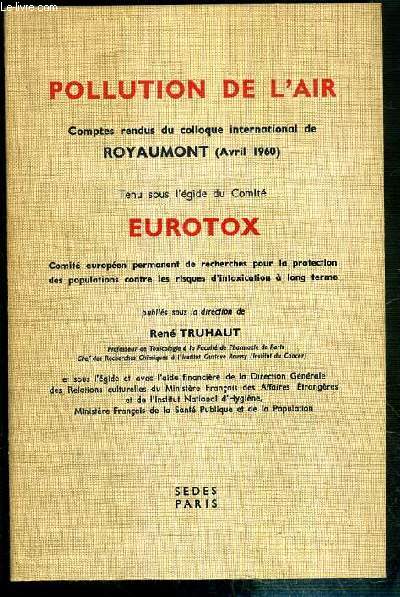 Le-livre.com
POLLUTION DE L'AIR
Comptes rendus du colloque international de
ROYAUMONT (Avril 1960)
Tenu sous l'égide du Comité
EUROTOX
Comité européen permanent de recherches pour la protection
des populations contre les risques d'intoxication à long terme
publiés sous la direction de
René TRUHAUT
Professeur de Toxicologie à la Faculté de Pharmacie de Paris
Chef des Recherches Chimiques à l'Institut Gustave Roussy (Institut du Cancer)
et sous l'égide et avec l'aide financière de la Direction Générale
des Relations culturelles du Ministère Français des Affaires Étrangères
et de l'Institut National d'Hygiène,
Ministère Français de la Santé Publique et de la Population
SEDES
PARIS